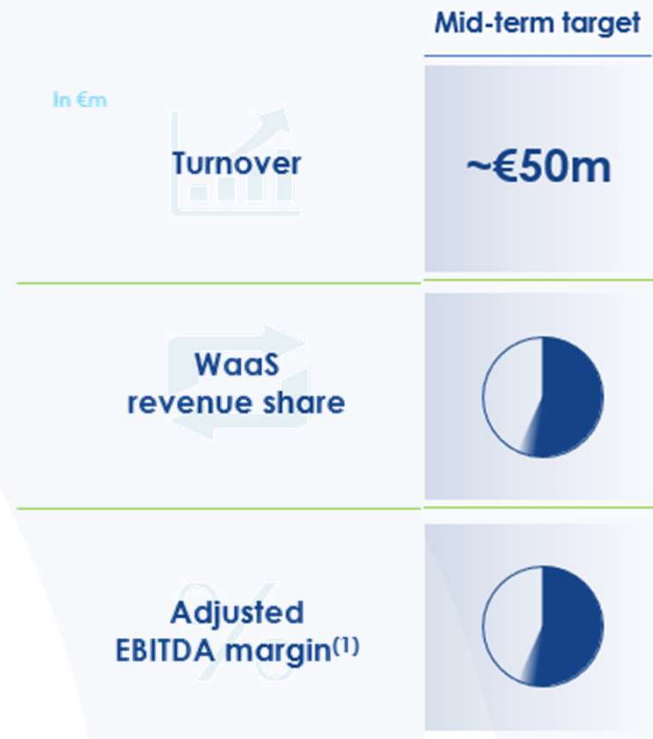 Mid-term target
In €m
Turnover
~€50m
WaaS
revenue share
Adjusted
EBITDA margin(1)